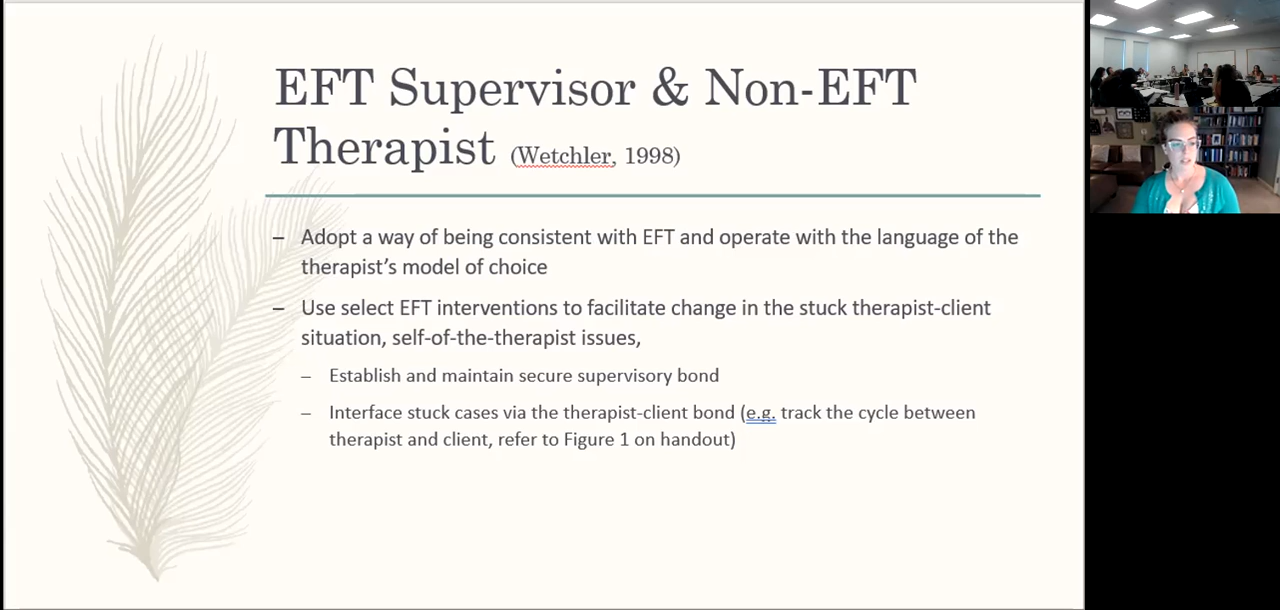 EFT Supervisor & Non-EFT
Therapist (Wetchler, 1998)
– Adopt a way of being consistent with EFT and operate with the language of the
therapist’s model of choice
– Use select EFT interventions to facilitate change in the stuck therapist-client
situation, self-of-the-therapist issues,
– Establish and maintain secure supervisory bond
– Interface stuck cases via the therapist-client bond (e.g. track the cycle between
therapist and client, refer to Figure 1 on handout)